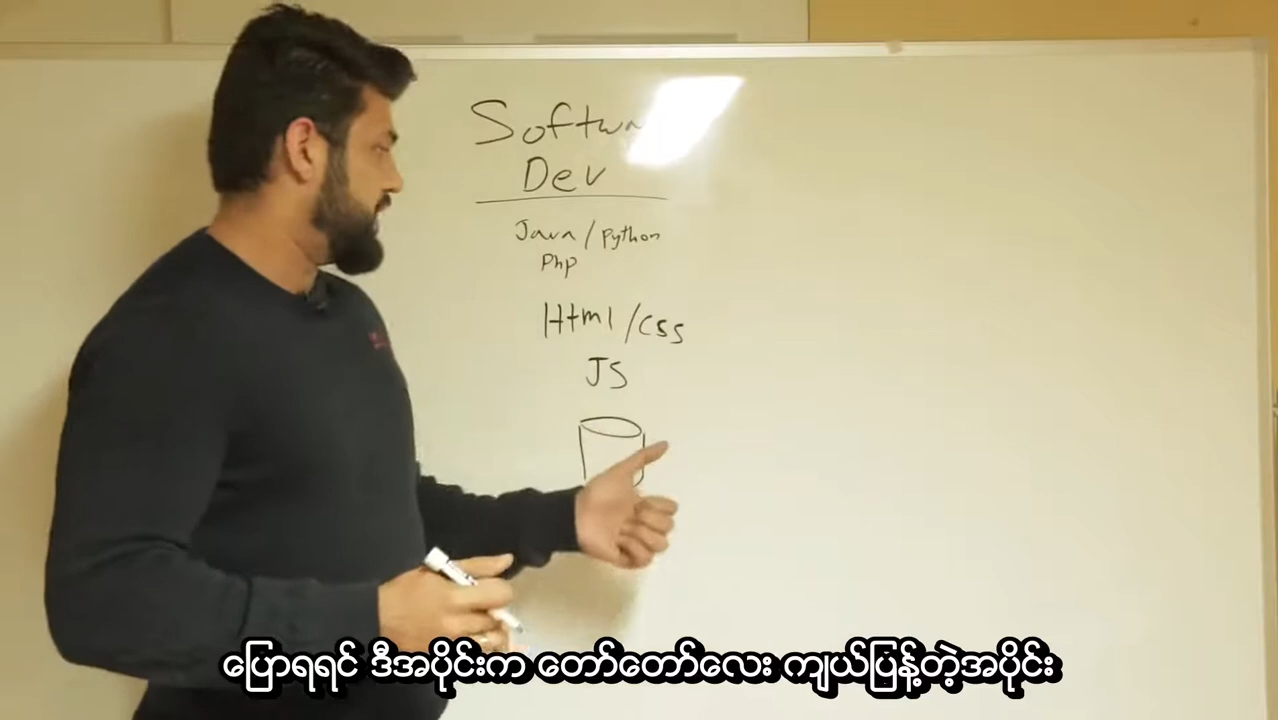 Softwa
Dev
Java / Python
Php
Html / CSS
JS
ပြောရရင် ဒီအပိုင်းက တော်တော်လေး ကျယ်ပြန့်တဲ့အပိုင်း